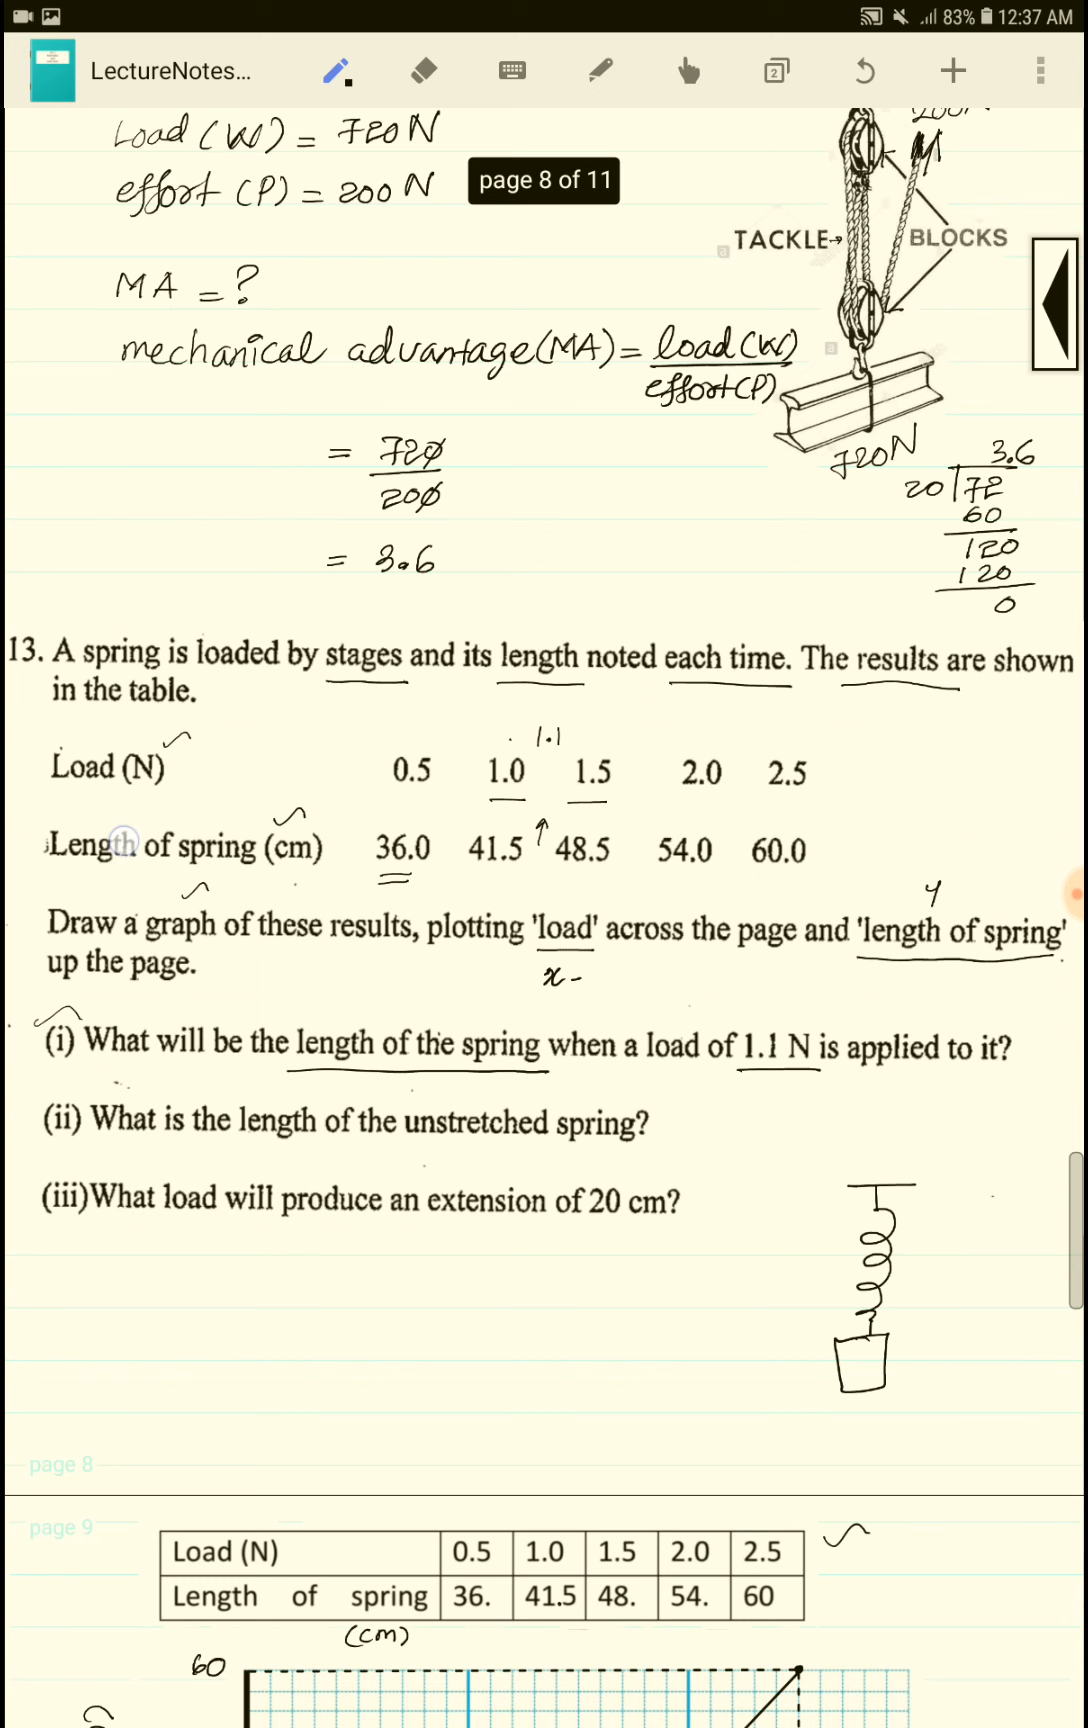 83% 12:37 AM
LectureNotes...
2
Load (W) = 720 N
effort (P) = 200 N
page 8 of 11
TACKLE→
BLOCKS
MA = ?
mechanical advantage (MA) = load (W)
effort (P)
= 720
200
720N
3.6
20 72
60
120
120
0
= 3.6
13. A spring is loaded by stages and its length noted each time. The results are shown
in the table.
1.1
Load (N) 0.5 1.0 1.5 2.0 2.5
Length of spring (cm) 36.0 41.5 48.5 54.0 60.0
y
Draw a graph of these results, plotting 'load' across the page and 'length of spring'
up the page.
x -
(i) What will be the length of the spring when a load of 1.1 N is applied to it?
(ii) What is the length of the unstretched spring?
(iii)What load will produce an extension of 20 cm?
page 8
page 9
Load (N) 0.5 1.0 1.5 2.0 2.5
Length of spring 36. 41.5 48. 54. 60
(cm)
60